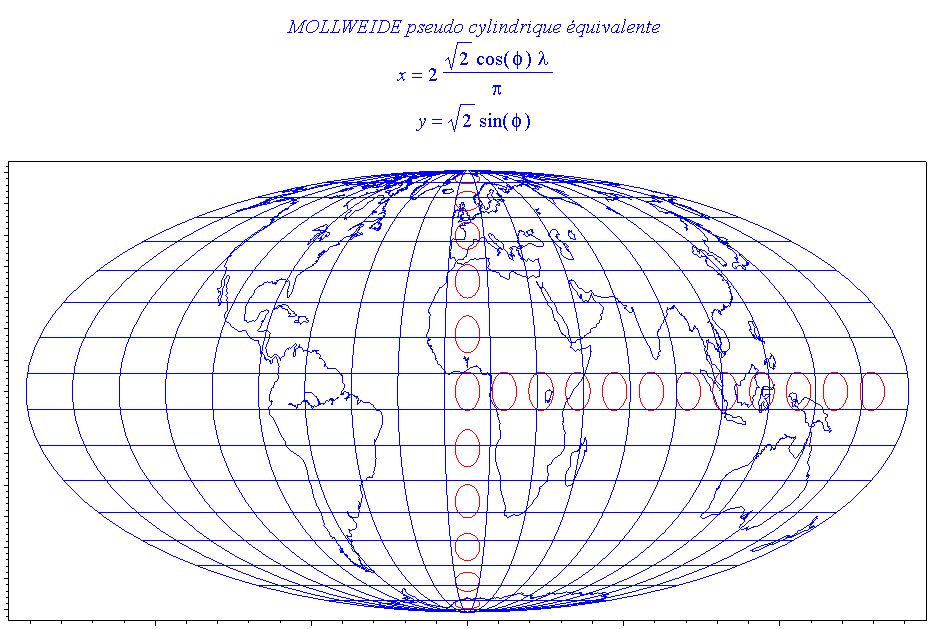 MOLLWEIDE pseudo cylindrique équivalente
x = 2 √2 cos(ϕ) λ / π
y = √2 sin(ϕ)